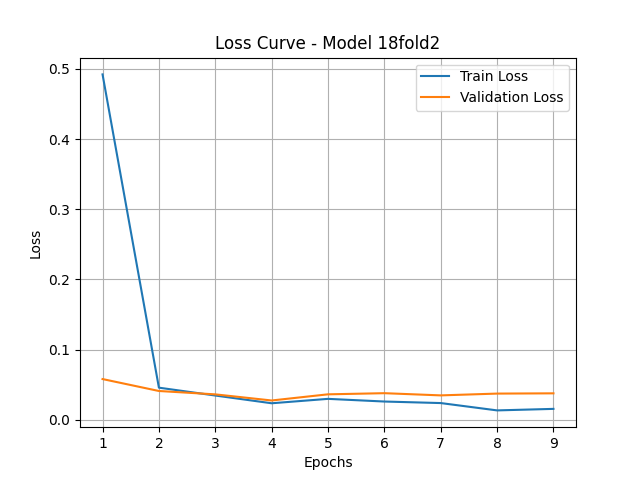 Loss Curve - Model 18fold2
Train Loss
Validation Loss
0.5
0.4
0.3
0.2
0.1
0.0
Loss
1 2 3 4 5 6 7 8 9
Epochs